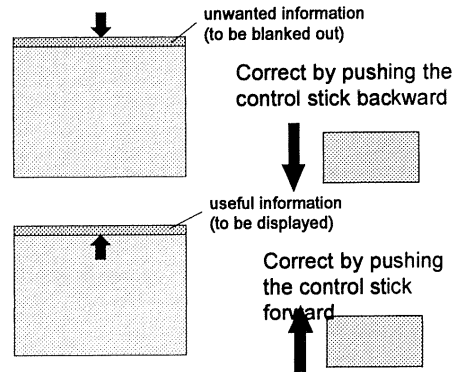 unwanted information
(to be blanked out)
Correct by pushing the
control stick backward
useful information
(to be displayed)
Correct by pushing
the control stick
forward